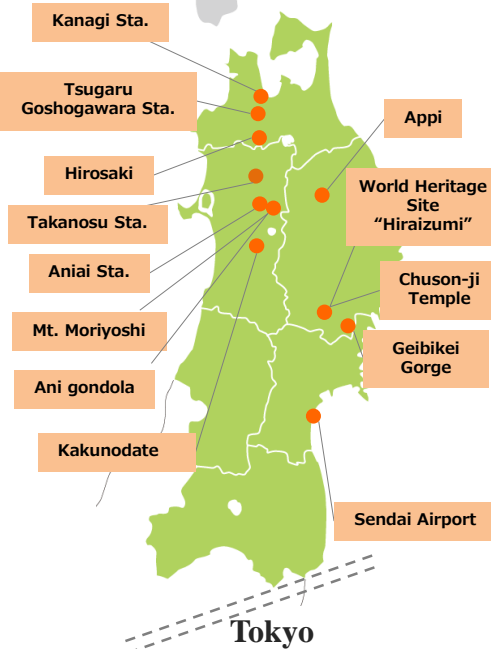 Kanagi Sta.
Tsugaru
Goshogawara Sta.
Hirosaki
Takanosu Sta.
Aniai Sta.
Mt. Moriyoshi
Ani gondola
Kakunodate
Appi
World Heritage
Site
“Hiraizumi”
Chuson-ji
Temple
Geibikei
Gorge
Sendai Airport
Tokyo